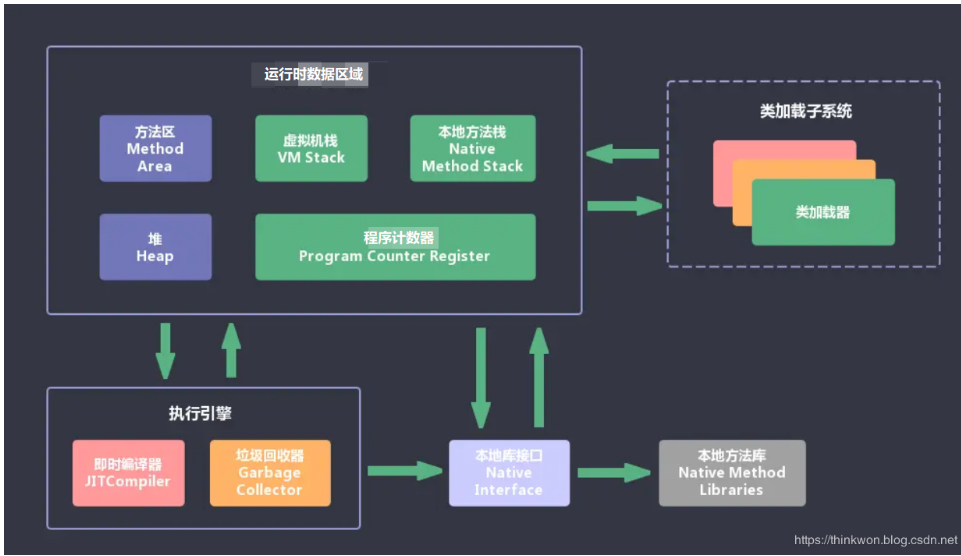 运行时数据区域
方法区
Method
Area
虚拟机栈
VM Stack
本地方法栈
Native
Method Stack
堆
Heap
程序计数器
Program Counter Register
类加载子系统
类加载器
执行引擎
即时编译器
JITCompiler
垃圾回收器
Garbage
Collector
本地库接口
Native
Interface
本地方法库
Native Method
Libraries
https://thinkwon.blog.csdn.net